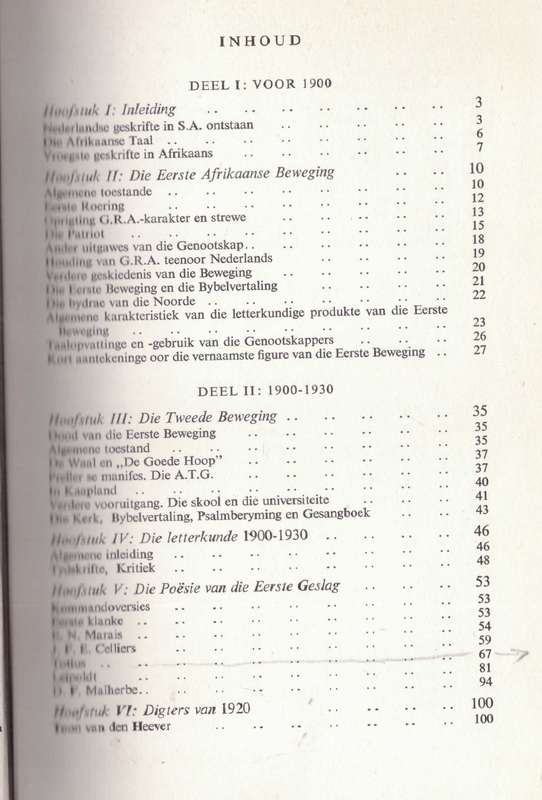 INHOUD
DEEL I: VOOR 1900
Hoofstuk I: Inleiding .. .. .. .. .. .. 3
Nederlandse geskrifte in S.A. ontstaan .. .. .. .. 3
Die Afrikaanse Taal .. .. .. .. .. .. .. 6
Vroegste geskrifte in Afrikaans .. .. .. .. .. 7
Hoofstuk II: Die Eerste Afrikaanse Beweging .. .. 10
Algemene toestande .. .. .. .. .. .. .. 10
Eerste Roering .. .. .. .. .. .. .. 12
Oprigting G.R.A.-karakter en strewe .. .. .. .. 13
Die Patriot .. .. .. .. .. .. .. .. 15
Ander uitgawes van die Genootskap.. .. .. .. .. 18
Houding van G.R.A. teenoor Nederlands .. .. .. .. 19
Verdere geskiedenis van die Beweging .. .. .. .. 20
Die Eerste Beweging en die Bybelvertaling .. .. .. 21
Die bydrae van die Noorde .. .. .. .. .. .. 22
Algemene karakteristiek van die letterkundige produkte van die Eerste
Beweging .. .. .. .. .. .. .. .. 23
Taalopvattinge en -gebruik van die Genootskappers .. .. 26
Kort aantekeninge oor die vernaamste figure van die Eerste Beweging .. 27
DEEL II: 1900-1930
Hoofstuk III: Die Tweede Beweging .. .. .. .. .. 35
Dood van die Eerste Beweging .. .. .. .. .. 35
Algemene toestand .. .. .. .. .. .. .. 35
De Waal en „De Goede Hoop" .. .. .. .. .. 37
Preller se manifes. Die A.T.G. .. .. .. .. .. 37
In Kaapland .. .. .. .. .. .. .. .. 40
Verdere vooruitgang. Die skool en die universiteite .. .. .. 41
Die Kerk, Bybelvertaling, Psalmberyming en Gesangboek .. .. 43
Hoofstuk IV: Die letterkunde 1900-1930 .. .. .. .. 46
Algemene inleiding .. .. .. .. .. .. .. 46
Tydskrifte, Kritiek .. .. .. .. .. .. .. 48
Hoofstuk V: Die Poësie van die Eerste Geslag .. .. .. 53
Kommandoversies .. .. .. .. .. .. .. 53
Eerste klanke .. .. .. .. .. .. .. 53
E. N. Marais .. .. .. .. .. .. .. .. 54
J. F. E. Celliers .. .. .. .. .. .. .. 59
Totius .. .. .. .. .. .. .. .. 67
Leipoldt .. .. .. .. .. .. .. .. 81
D. F. Malherbe.. .. .. .. .. .. .. .. 94
Hoofstuk VI: Digters van 1920 .. .. .. .. 100
Toon van den Heever .. .. .. .. .. .. 100